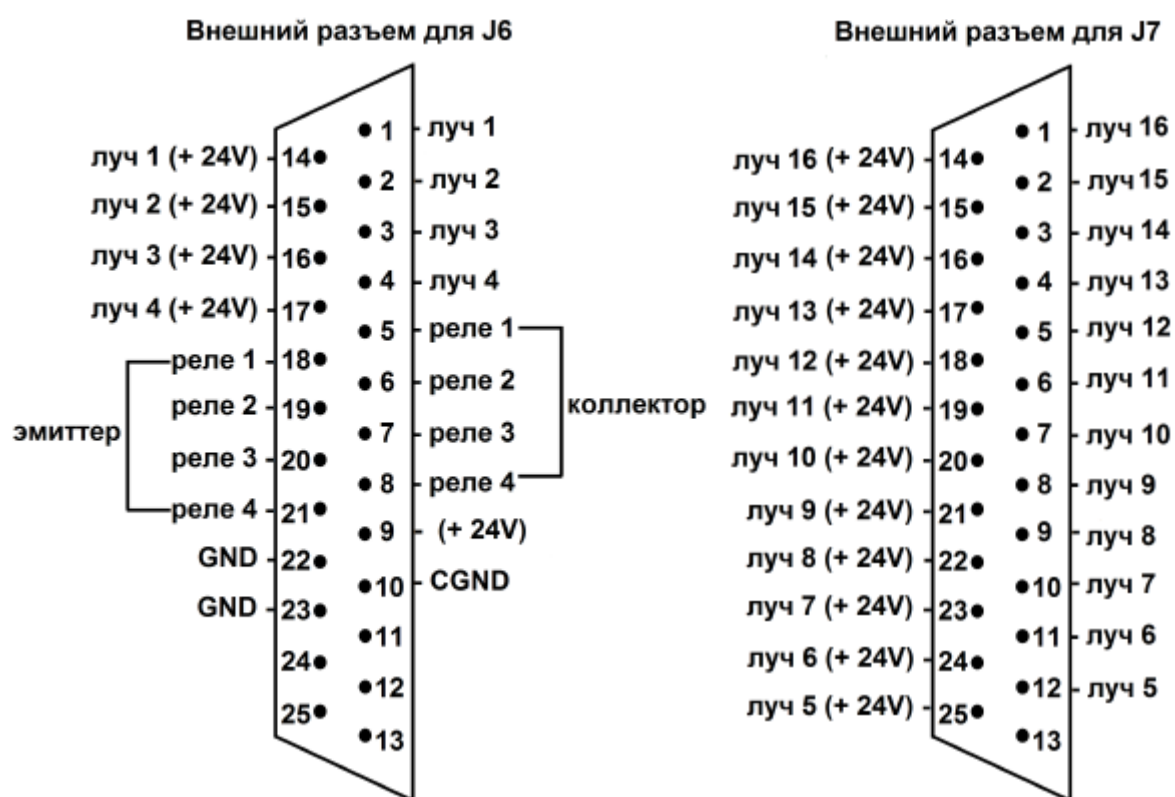 Внешний разъем для J6
1 луч 1
луч 1 (+ 24V) 14
2 луч 2
луч 2 (+ 24V) 15
3 луч 3
луч 3 (+ 24V) 16
4 луч 4
луч 4 (+ 24V) 17
5 реле 1
реле 1 18
6 реле 2
коллектор
реле 2 19
эмиттер
7 реле 3
реле 3 20
8 реле 4
реле 4 21
9 (+ 24V)
GND 22
10 CGND
GND 23
11
24
12
25
13
Внешний разъем для J7
1 луч 16
луч 16 (+ 24V) 14
2 луч 15
луч 15 (+ 24V) 15
3 луч 14
луч 14 (+ 24V) 16
4 луч 13
луч 13 (+ 24V) 17
5 луч 12
луч 12 (+ 24V) 18
6 луч 11
луч 11 (+ 24V) 19
7 луч 10
луч 10 (+ 24V) 20
8 луч 9
луч 9 (+ 24V) 21
9 луч 8
луч 8 (+ 24V) 22
10 луч 7
луч 7 (+ 24V) 23
11 луч 6
луч 6 (+ 24V) 24
12 луч 5
луч 5 (+ 24V) 25
13